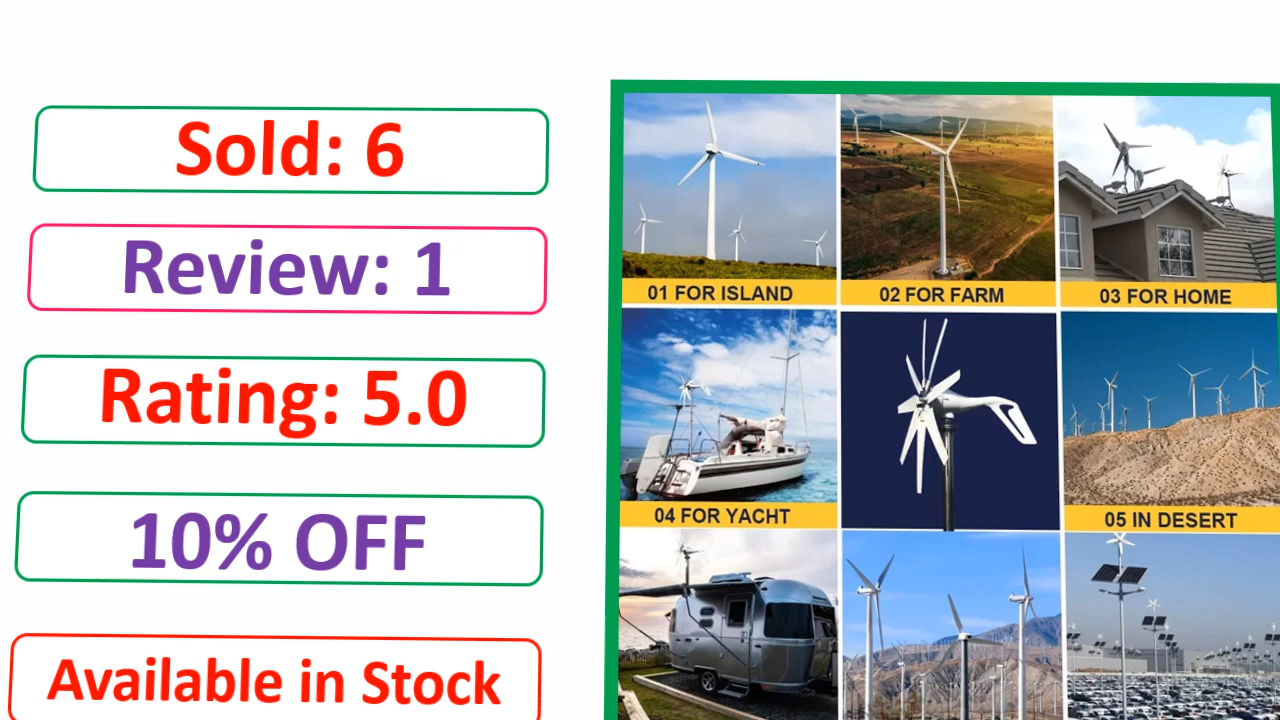 Sold: 6
Review: 1
Rating: 5.0
10% OFF
Available in Stock
01 FOR ISLAND
02 FOR FARM
03 FOR HOME
04 FOR YACHT
05 IN DESERT